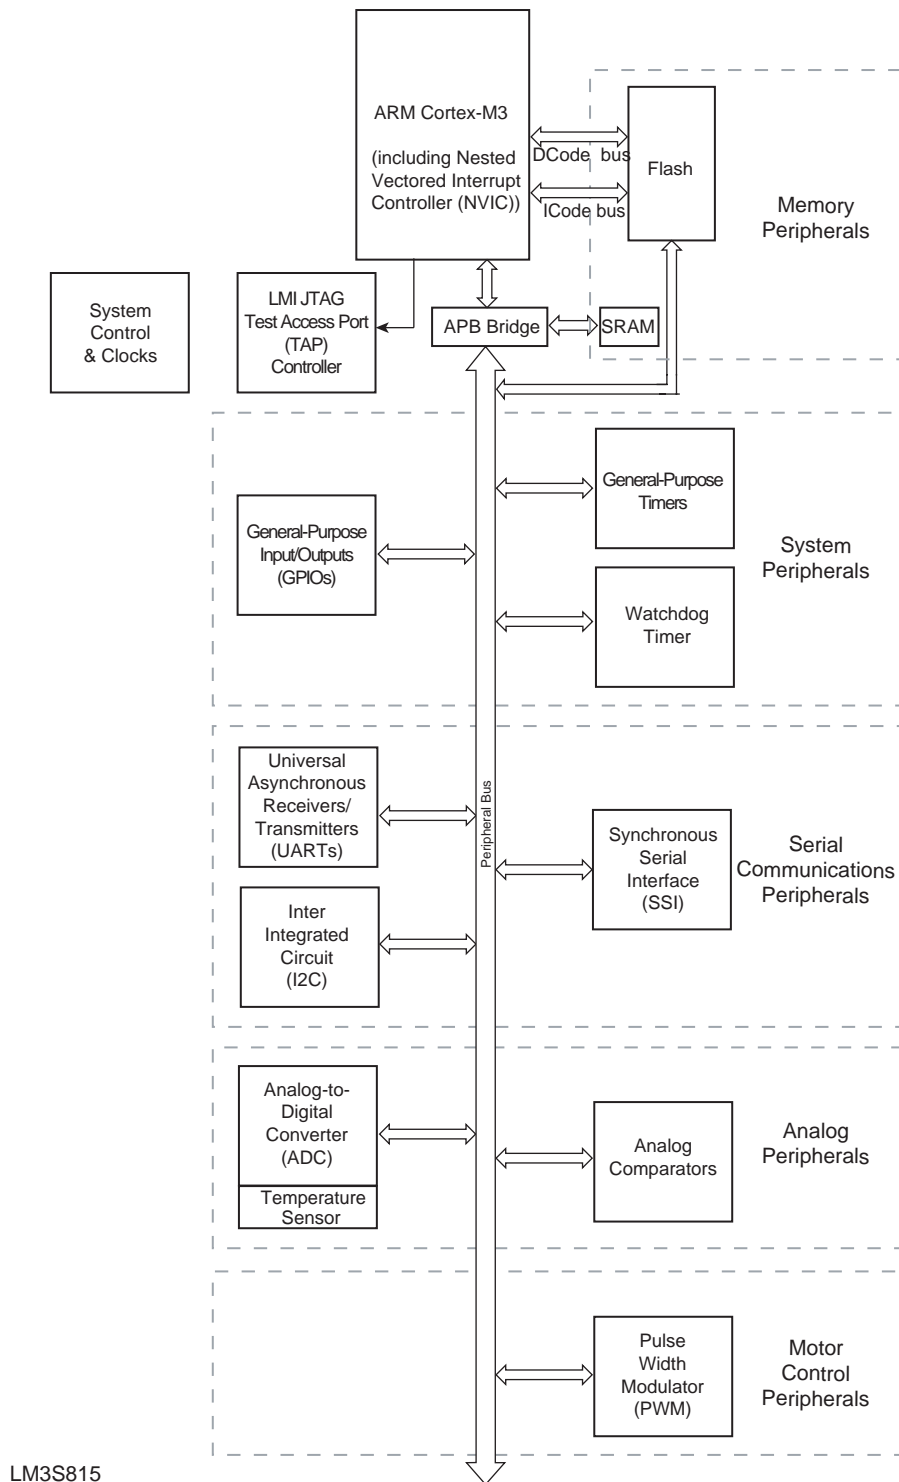 ARM Cortex-M3
(including Nested
Vectored Interrupt
Controller (NVIC))
DCode bus
ICode bus
Flash
Memory
Peripherals
System
Control
& Clocks
LMI JTAG
Test Access Port
(TAP)
Controller
APB Bridge
SRAM
General-Purpose
Input/Outputs
(GPIOs)
General-Purpose
Timers
Watchdog
Timer
System
Peripherals
Universal
Asynchronous
Receivers/
Transmitters
(UARTs)
Inter
Integrated
Circuit
(I2C)
Peripheral Bus
Synchronous
Serial
Interface
(SSI)
Serial
Communications
Peripherals
Analog-to-
Digital
Converter
(ADC)
Temperature
Sensor
Analog
Comparators
Analog
Peripherals
Pulse
Width
Modulator
(PWM)
Motor
Control
Peripherals
LM3S815